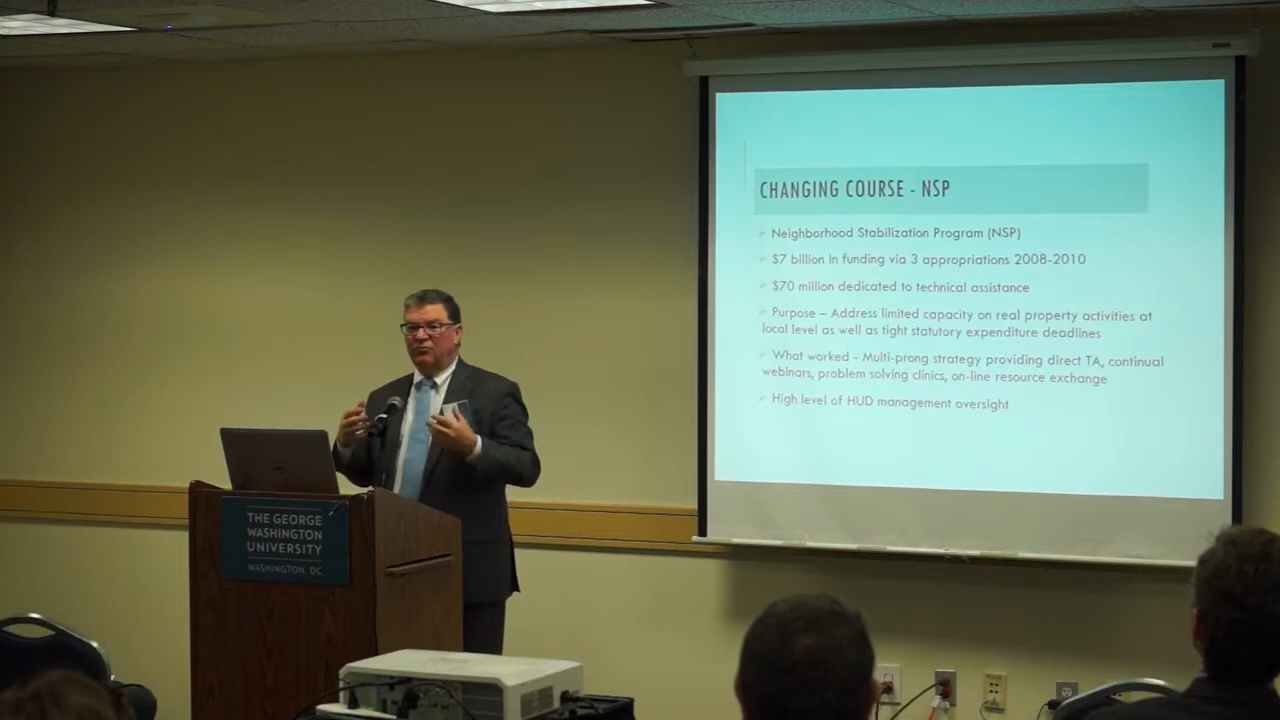 CHANGING COURSE - NSP
Neighborhood Stabilization Program (NSP)
$7 billion in funding via 3 appropriations 2008-2010
$70 million dedicated to technical assistance
Purpose – Address limited capacity on real property activities at
local level as well as tight statutory expenditure deadlines
What worked - Multi-prong strategy providing direct TA, continual
webinars, problem solving clinics, on-line resource exchange
High level of HUD management oversight
THE GEORGE
WASHINGTON
UNIVERSITY
WASHINGTON, DC